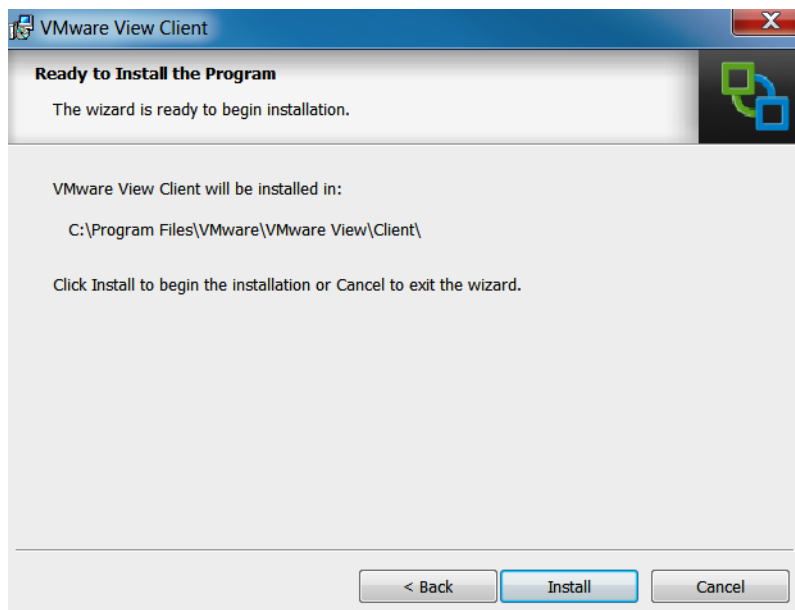 VMware View Client
X
Ready to Install the Program
The wizard is ready to begin installation.
VMware View Client will be installed in:
C:\Program Files\VMware\VMware View\Client\
Click Install to begin the installation or Cancel to exit the wizard.
< Back Install Cancel